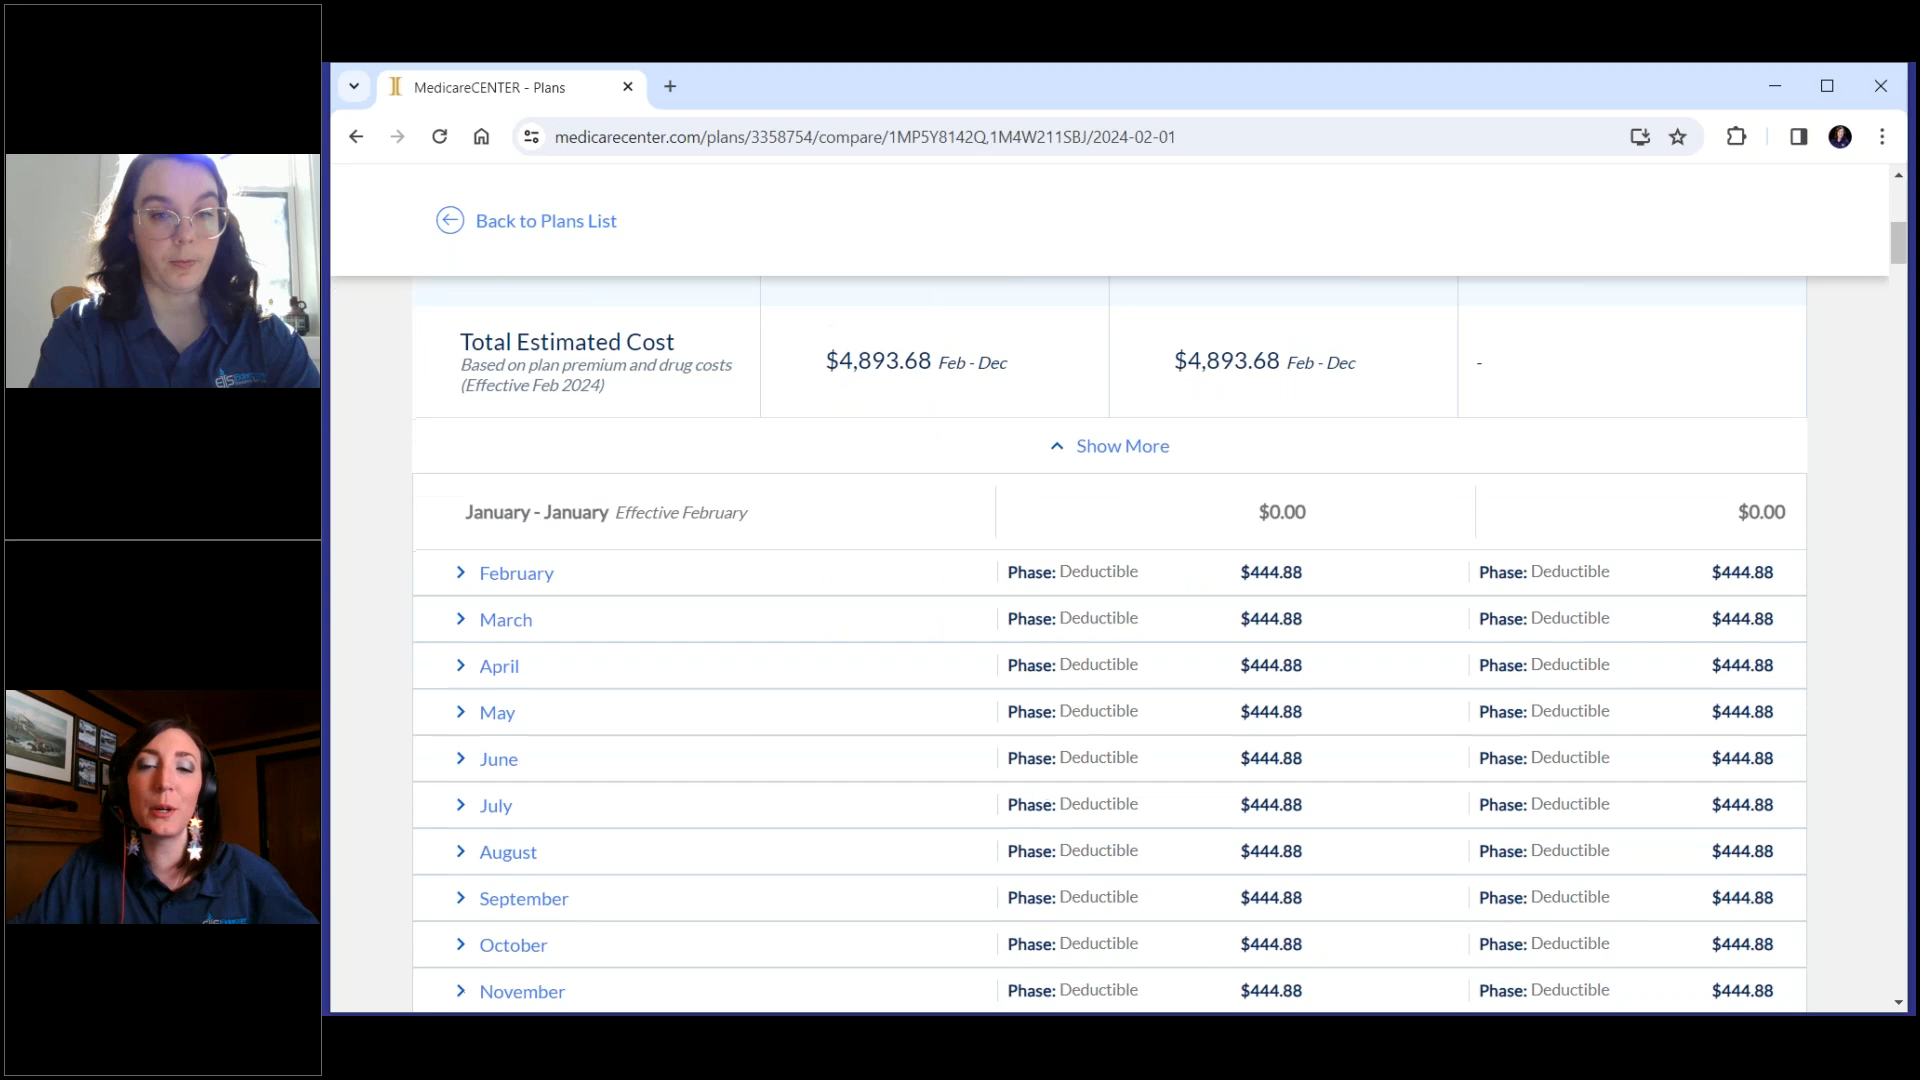 MedicareCENTER - Plans
medicarecenter.com/plans/3358754/compare/1MP5Y8142Q,1M4W211SBJ/2024-02-01
Back to Plans List
Total Estimated Cost
Based on plan premium and drug costs
(Effective Feb 2024)
$4,893.68 Feb - Dec
$4,893.68 Feb - Dec
-
Show More
January - January Effective February $0.00 $0.00
February Phase: Deductible $444.88 Phase: Deductible $444.88
March Phase: Deductible $444.88 Phase: Deductible $444.88
April Phase: Deductible $444.88 Phase: Deductible $444.88
May Phase: Deductible $444.88 Phase: Deductible $444.88
June Phase: Deductible $444.88 Phase: Deductible $444.88
July Phase: Deductible $444.88 Phase: Deductible $444.88
August Phase: Deductible $444.88 Phase: Deductible $444.88
September Phase: Deductible $444.88 Phase: Deductible $444.88
October Phase: Deductible $444.88 Phase: Deductible $444.88
November Phase: Deductible $444.88 Phase: Deductible $444.88